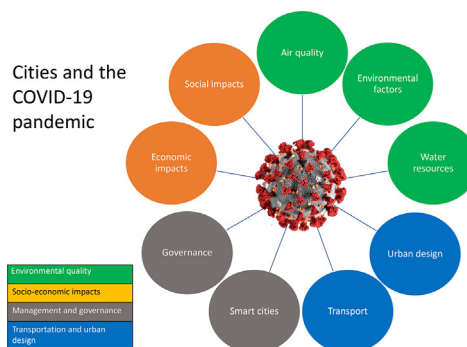 Cities and the
COVID-19
pandemic
Air quality
Environmental
factors
Water
resources
Urban design
Transport
Smart cities
Governance
Economic
impacts
Social impacts
Environmental quality
Socio-economic impacts
Management and governance
Transportation and urban
design